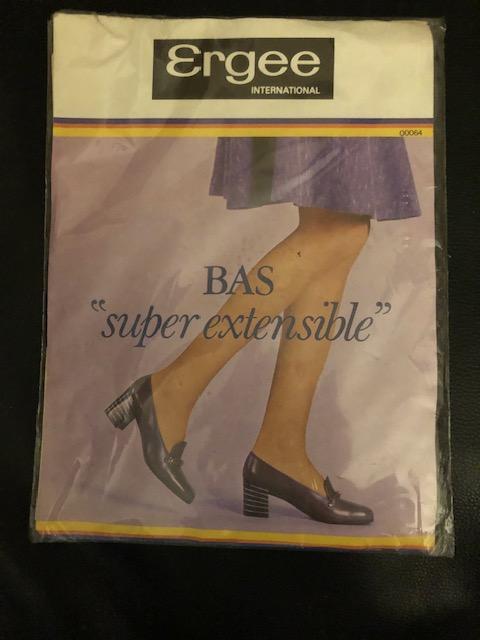 Ergee
INTERNATIONAL
00064
BAS
“super extensible”